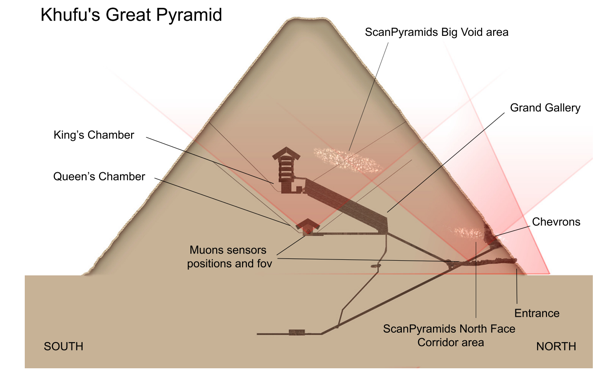 Khufu's Great Pyramid
ScanPyramids Big Void area
Grand Gallery
King's Chamber
Queen's Chamber
Chevrons
Muons sensors
positions and fov
Entrance
ScanPyramids North Face
Corridor area
SOUTH
NORTH